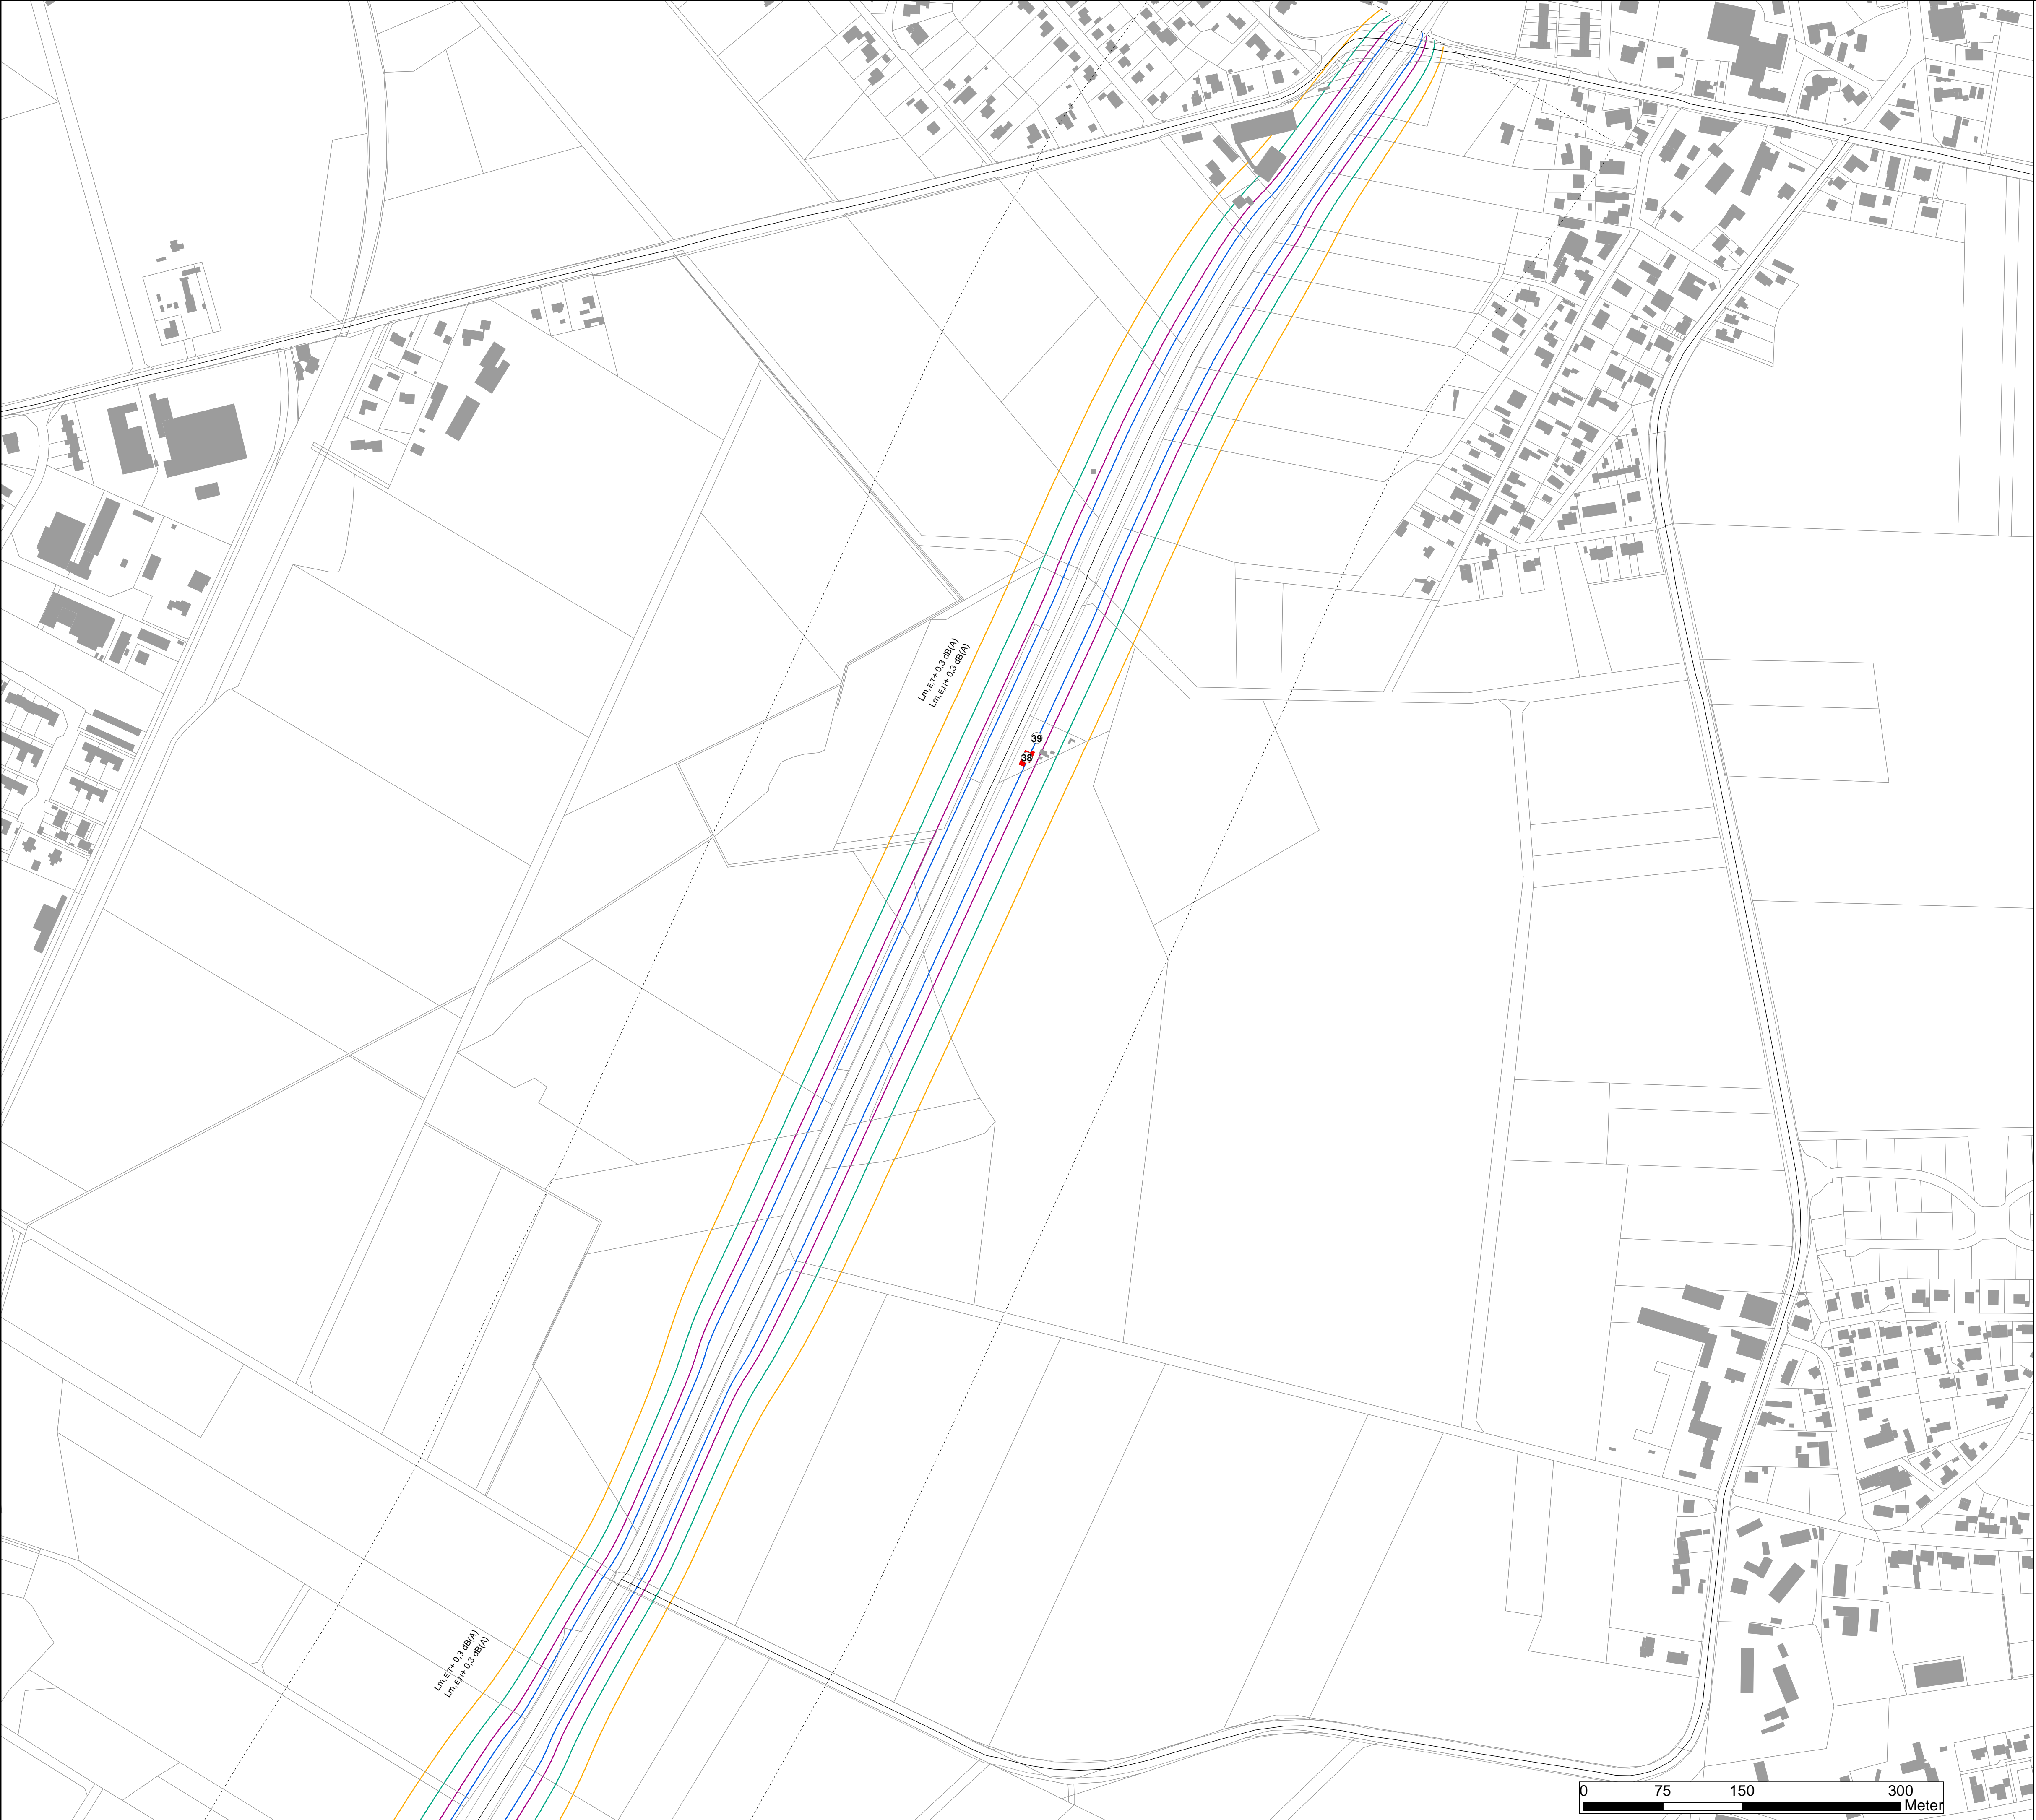 Lm,E,T+ 0,3 dB(A)
Lm,E,N+ 0,3 dB(A)
39
38
Lm,E,T+ 0,3 dB(A)
Lm,E,N+ 0,3 dB(A)
0 75 150 300
Meter